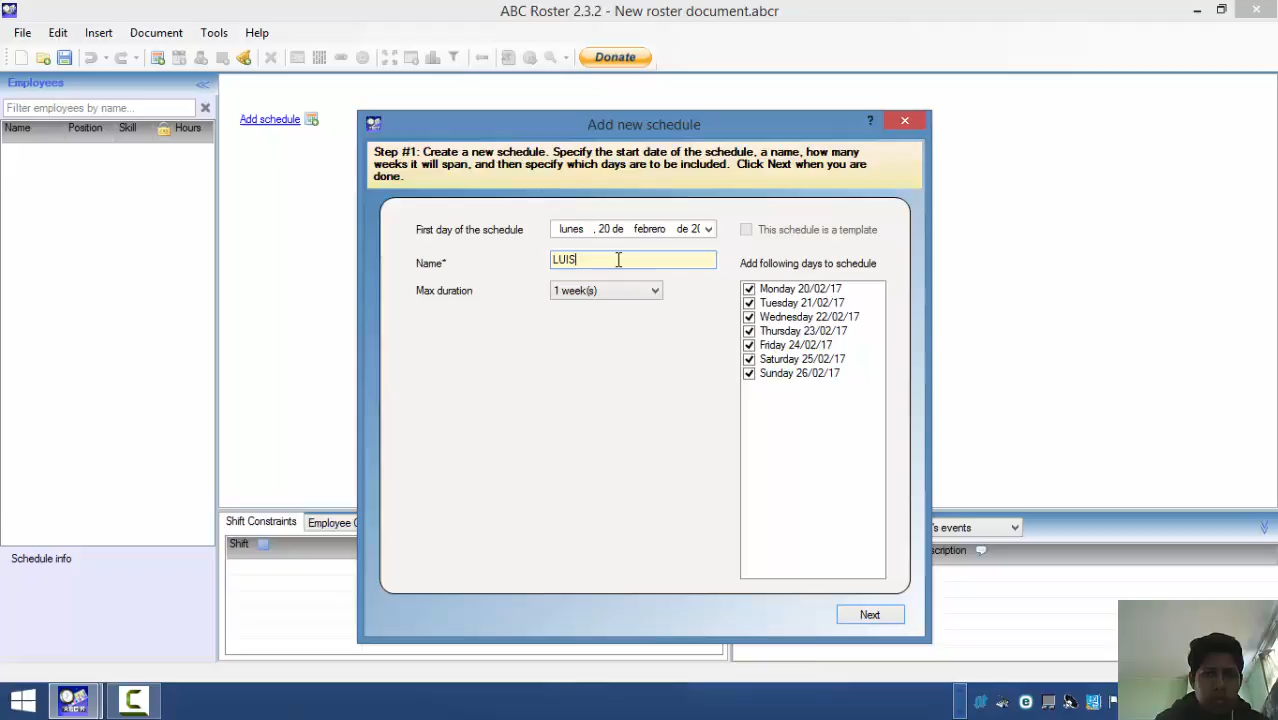 ABC Roster 2.3.2 - New roster document.abcr
File Edit Insert Document Tools Help
Donate
Employees
Filter employees by name...
Name Position Skill Hours
Add schedule
Add new schedule
?
Step #1: Create a new schedule. Specify the start date of the schedule, a name, how many
weeks it will span, and then specify which days are to be included. Click Next when you are
done.
First day of the schedule
lunes , 20 de febrero de 20
This schedule is a template
Name*
LUIS
Add following days to schedule
Max duration
1 week(s)
Monday 20/02/17
Tuesday 21/02/17
Wednesday 22/02/17
Thursday 23/02/17
Friday 24/02/17
Saturday 25/02/17
Sunday 26/02/17
Next
Shift Constraints
Employee C
's events
Shift
scription
Schedule info